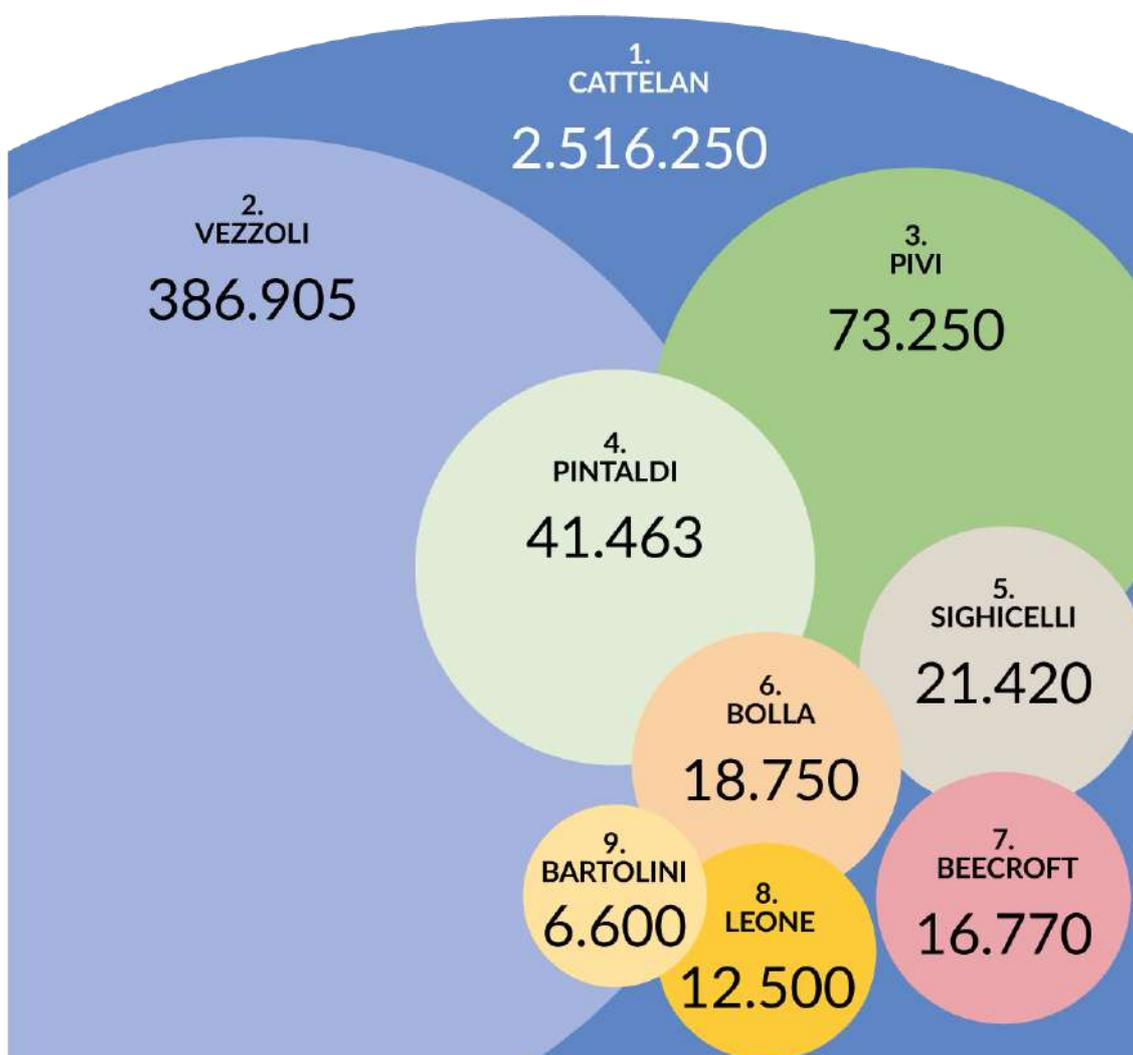 1.
CATTELAN
2.516.250
2.
VEZZOLI
386.905
3.
PIVI
73.250
4.
PINTALDI
41.463
5.
SIGHICELLI
21.420
6.
BOLLA
18.750
7.
BEECROFT
16.770
8.
LEONE
12.500
9.
BARTOLINI
6.600